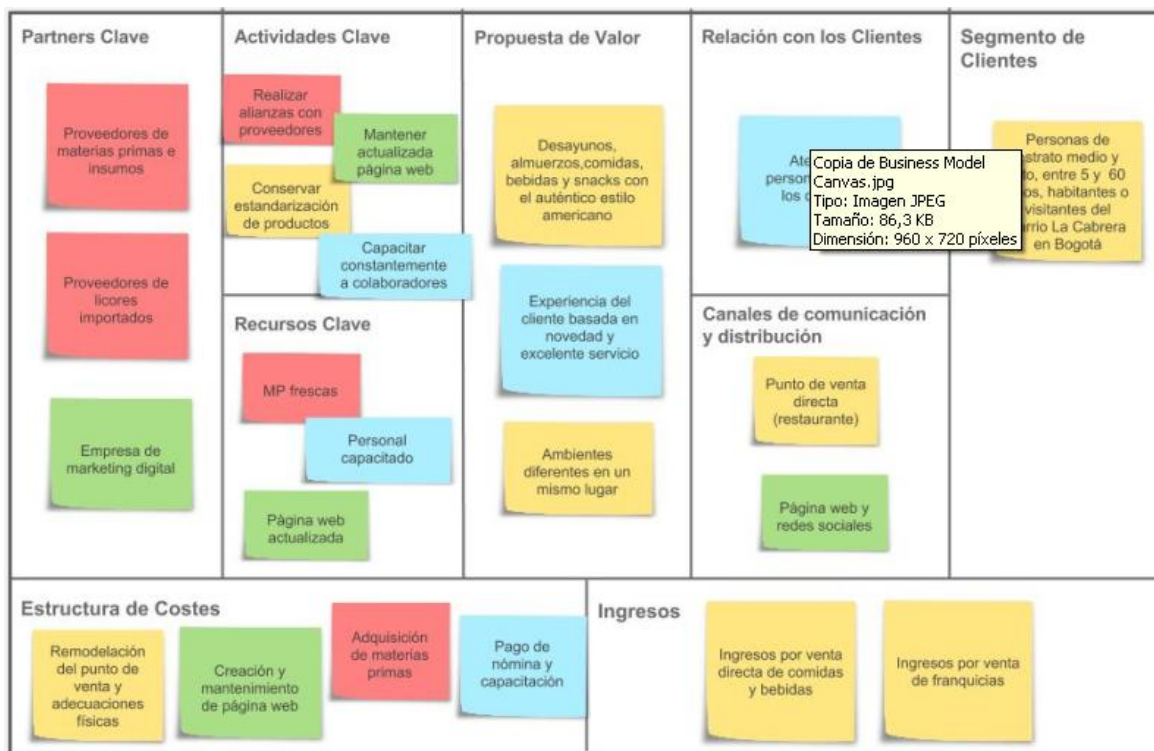 Partners Clave
Proveedores de
materias primas e
insumos
Proveedores de
licores
importados
Empresa de
marketing digital
Actividades Clave
Realizar
alianzas con
proveedores
Mantener
actualizada
página web
Conservar
estandarización
de productos
Capacitar
constantemente
a colaboradores
Recursos Clave
MP frescas
Personal
capacitado
Página web
actualizada
Propuesta de Valor
Desayunos,
almuerzos,comidas,
bebidas y snacks con
el auténtico estilo
americano
Experiencia del
cliente basada en
novedad y
excelente servicio
Ambientes
diferentes en un
mismo lugar
Relación con los Clientes
Copia de Business Model
Canvas.jpg
Tipo: Imagen JPEG
Tamaño: 86,3 KB
Dimensión: 960 x 720 píxeles
Canales de comunicación
y distribución
Punto de venta
directa
(restaurante)
Página web y
redes sociales
Segmento de
Clientes
Personas de
medio y
entre 5 y 60
habitantes o
visitantes del
La Cabrera
en Bogotá
Estructura de Costes
Remodelación
del punto de
venta y
adecuaciones
físicas
Creación y
mantenimiento
de página web
Adquisición
de materias
primas
Pago de
nómina y
capacitación
Ingresos
Ingresos por venta
directa de comidas
y bebidas
Ingresos por venta
de franquicias